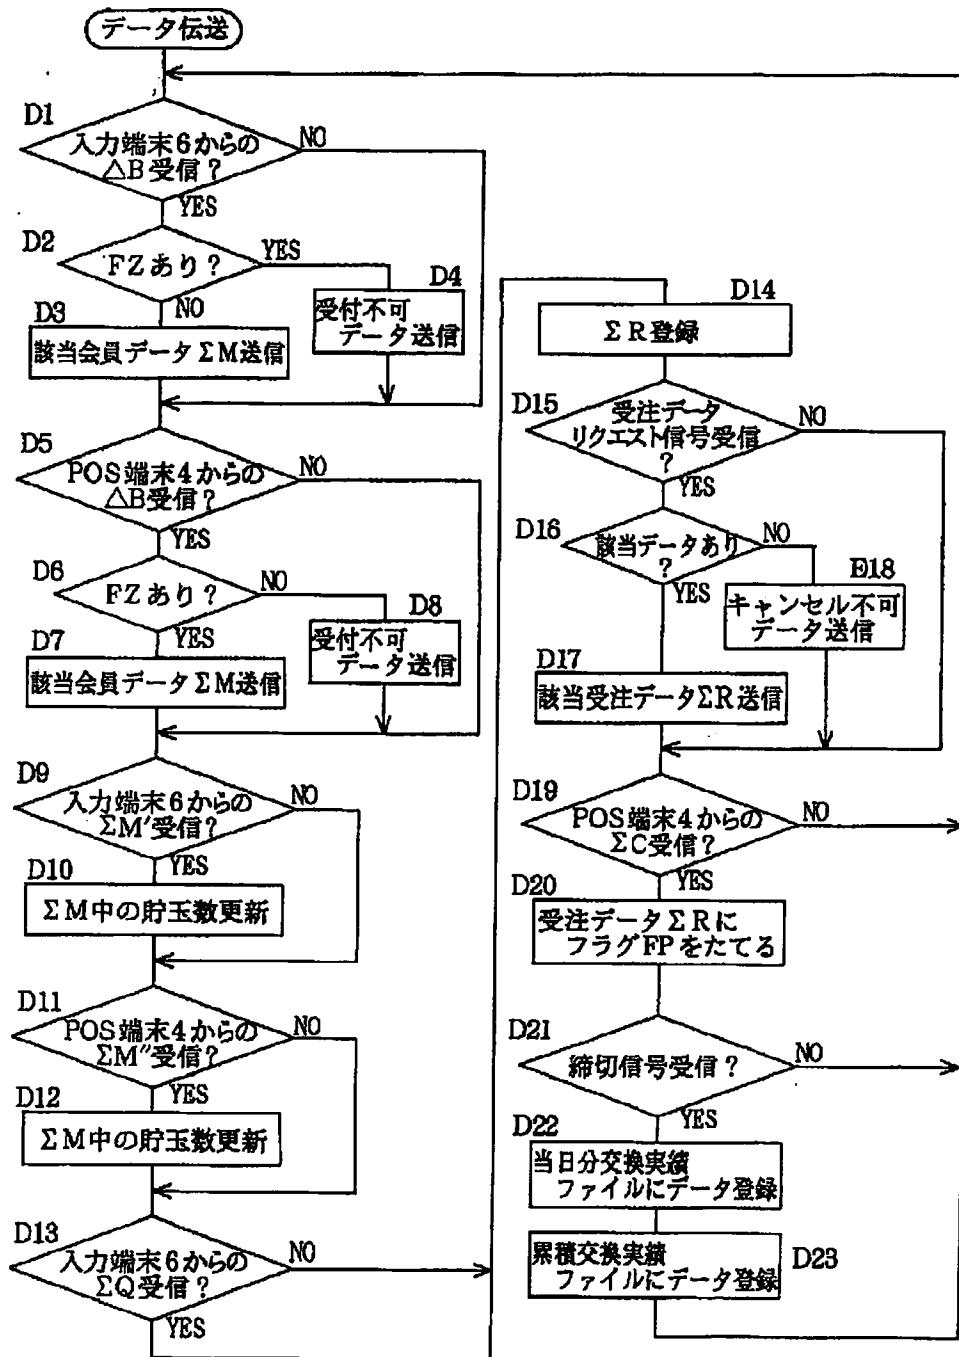 データ伝送
D1
入力端末6からの
△B受信?
NO
YES
D2
FZあり?
YES
NO
D4
受付不可
データ送信
D3
該当会員データΣM送信
D5
POS端末4からの
△B受信?
NO
YES
D6
FZあり?
NO
YES
D8
受付不可
データ送信
D7
該当会員データΣM送信
D9
入力端末6からの
ΣM′受信?
NO
YES
D10
ΣM中の貯玉数更新
D11
POS端末4からの
ΣM″受信?
NO
YES
D12
ΣM中の貯玉数更新
D13
入力端末6からの
ΣQ受信?
NO
YES
D14
ΣR登録
D15
受注データ
リクエスト信号受信
?
NO
YES
D16
該当データあり
?
NO
YES
E18
キャンセル不可
データ送信
D17
該当受注データΣR送信
D19
POS端末4からの
ΣC受信?
NO
YES
D20
受注データΣRに
フラグFPをたてる
D21
締切信号受信?
NO
YES
D22
当日分交換実績
ファイルにデータ登録
D23
累積交換実績
ファイルにデータ登録